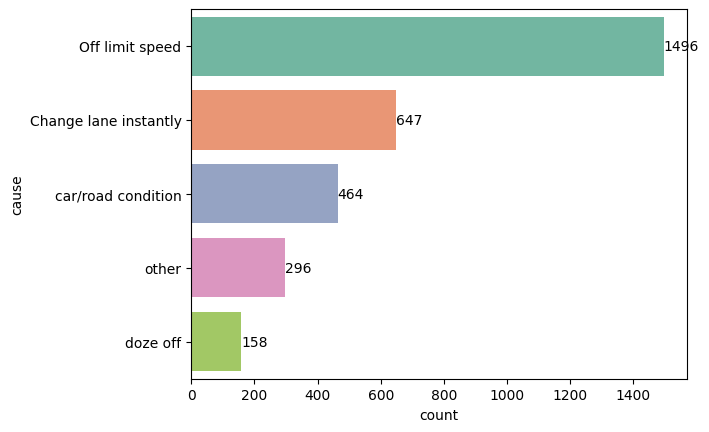 Off limit speed
1496
Change lane instantly
647
car/road condition
464
other
296
doze off
158
cause
0 200 400 600 800 1000 1200 1400
count